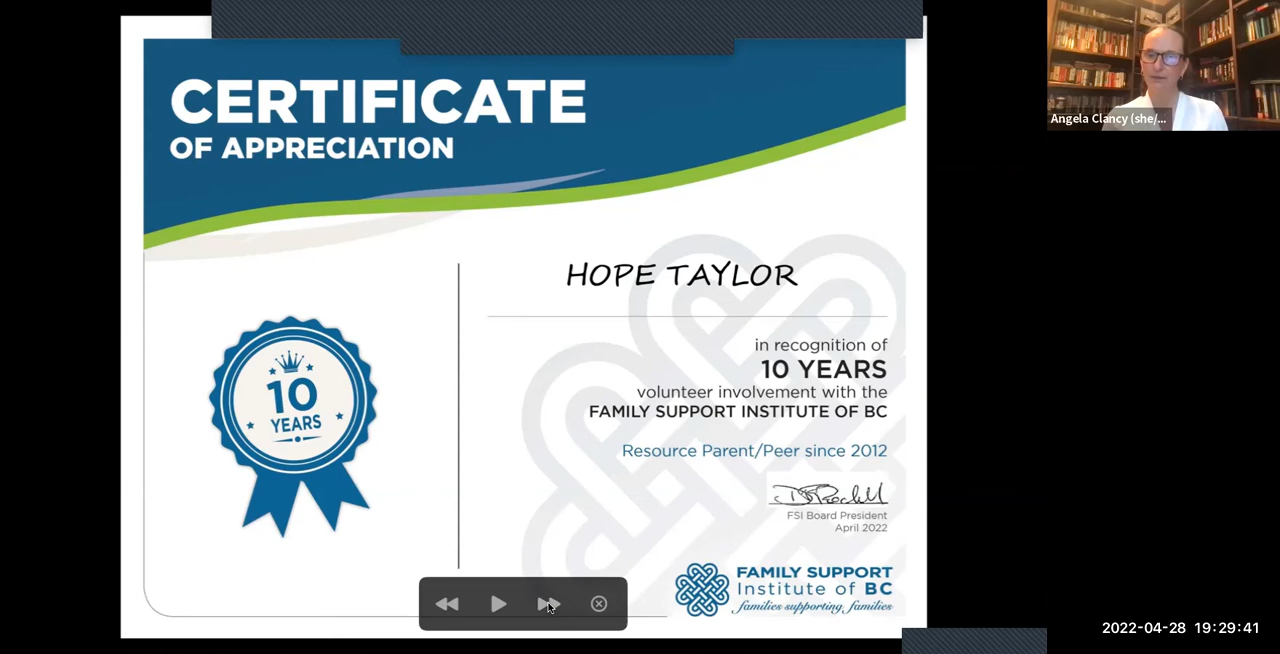 CERTIFICATE
OF APPRECIATION
Angela Clancy (she/...
HOPE TAYLOR
10
YEARS
in recognition of
10 YEARS
volunteer involvement with the
FAMILY SUPPORT INSTITUTE OF BC
Resource Parent/Peer since 2012
FSI Board President
April 2022
FAMILY SUPPORT
Institute of BC
families supporting families
2022-04-28 19:29:41